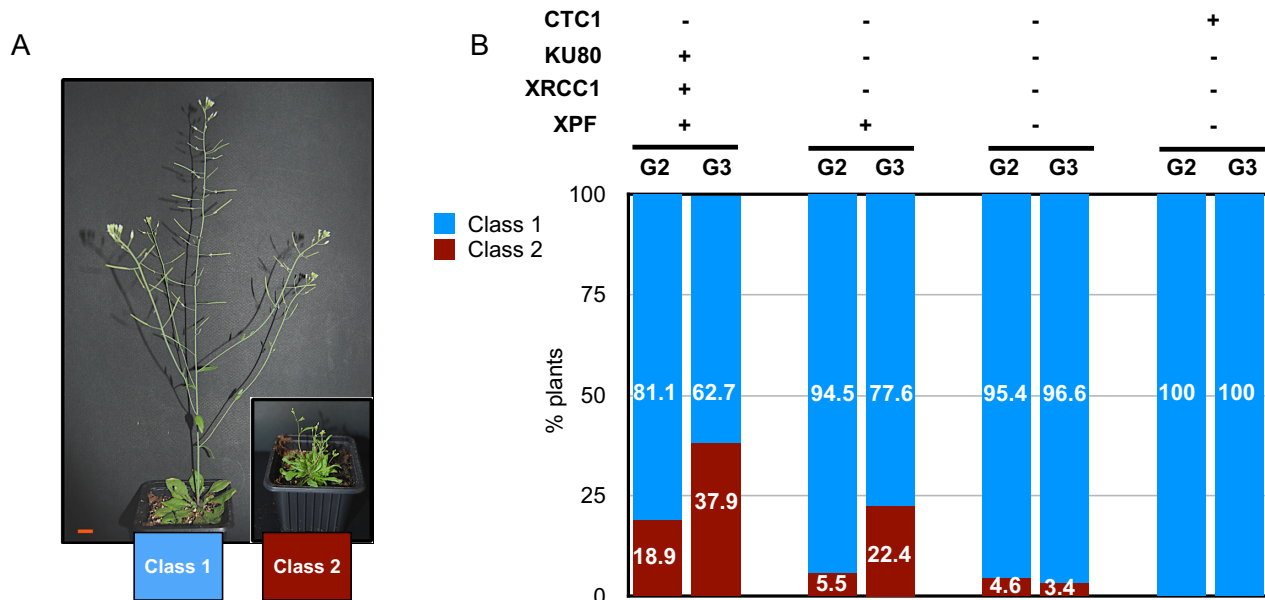 A
Class 1
Class 2
B
CTC1 - - - +
KU80 + - - -
XRCC1 + - - -
XPF + + - -
G2 G3 G2 G3 G2 G3 G2 G3
Class 1
Class 2
% plants
100
75
50
25
0
81.1 62.7 94.5 77.6 95.4 96.6 100 100
18.9 37.9 5.5 22.4 4.6 3.4